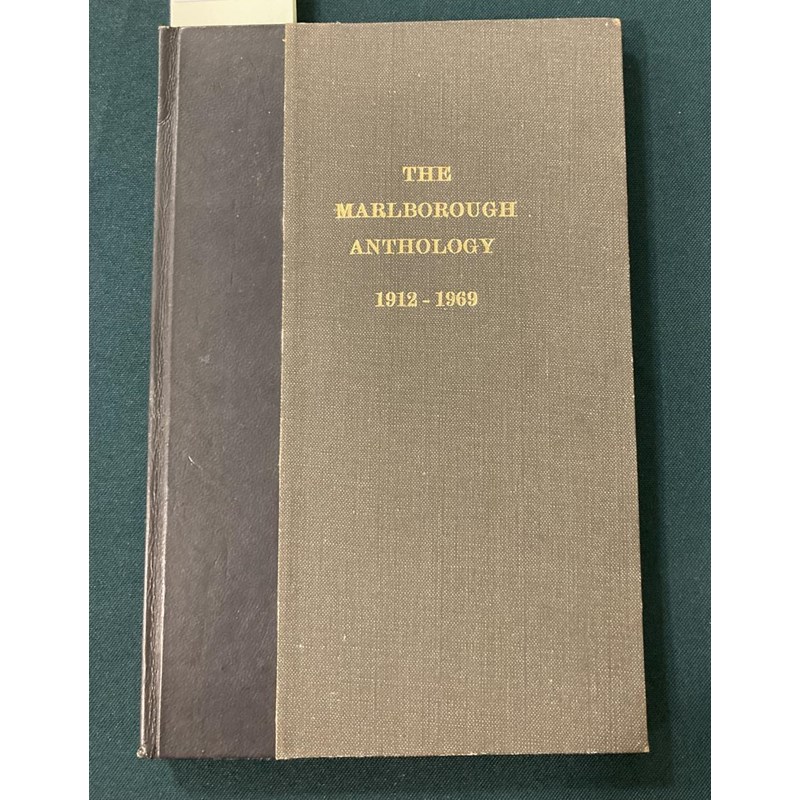 THE
MARLBOROUGH
ANTHOLOGY
1912 - 1969